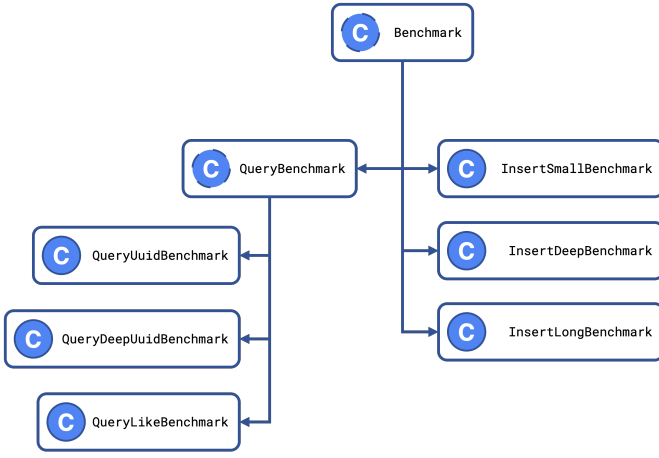 C Benchmark
C QueryBenchmark
C InsertSmallBenchmark
C QueryUuidBenchmark
C InsertDeepBenchmark
C QueryDeepUuidBenchmark
C InsertLongBenchmark
C QueryLikeBenchmark